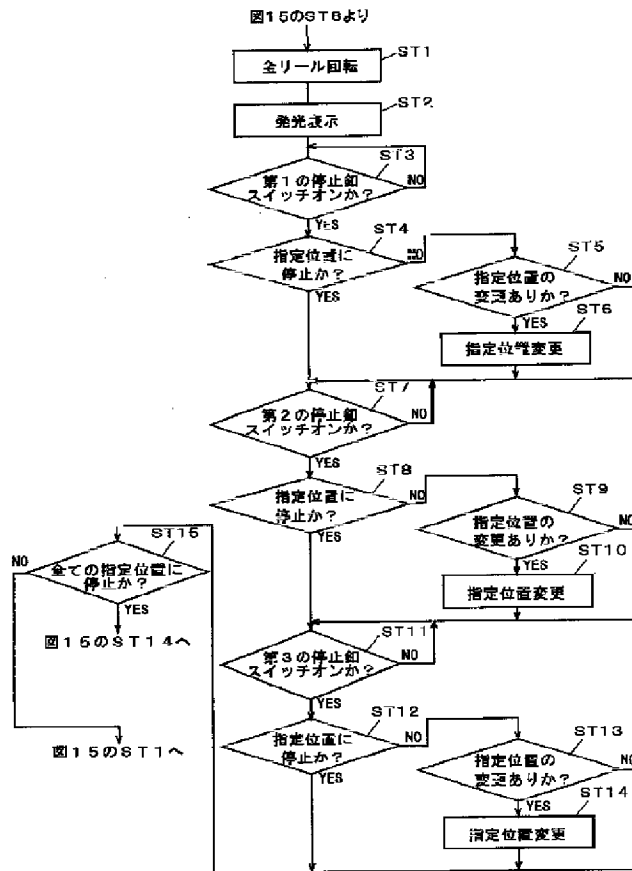 図15のST6より
ST1
全リール回転
ST2
発光表示
ST3
第1の停止釦
スイッチオンか?
NO
YES
ST4
指定位置に
停止か?
NO
YES
ST5
指定位置の
変更ありか?
NO
YES
ST6
指定位置変更
ST7
第2の停止釦
スイッチオンか?
NO
YES
ST8
指定位置に
停止か?
NO
YES
ST9
指定位置の
変更ありか?
NO
YES
ST10
指定位置変更
ST11
第3の停止釦
スイッチオンか?
NO
YES
ST12
指定位置に
停止か?
NO
YES
ST13
指定位置の
変更ありか?
NO
YES
ST14
指定位置変更
ST15
全ての指定位置に
停止か?
NO
YES
図15のST14へ
図15のST1へ